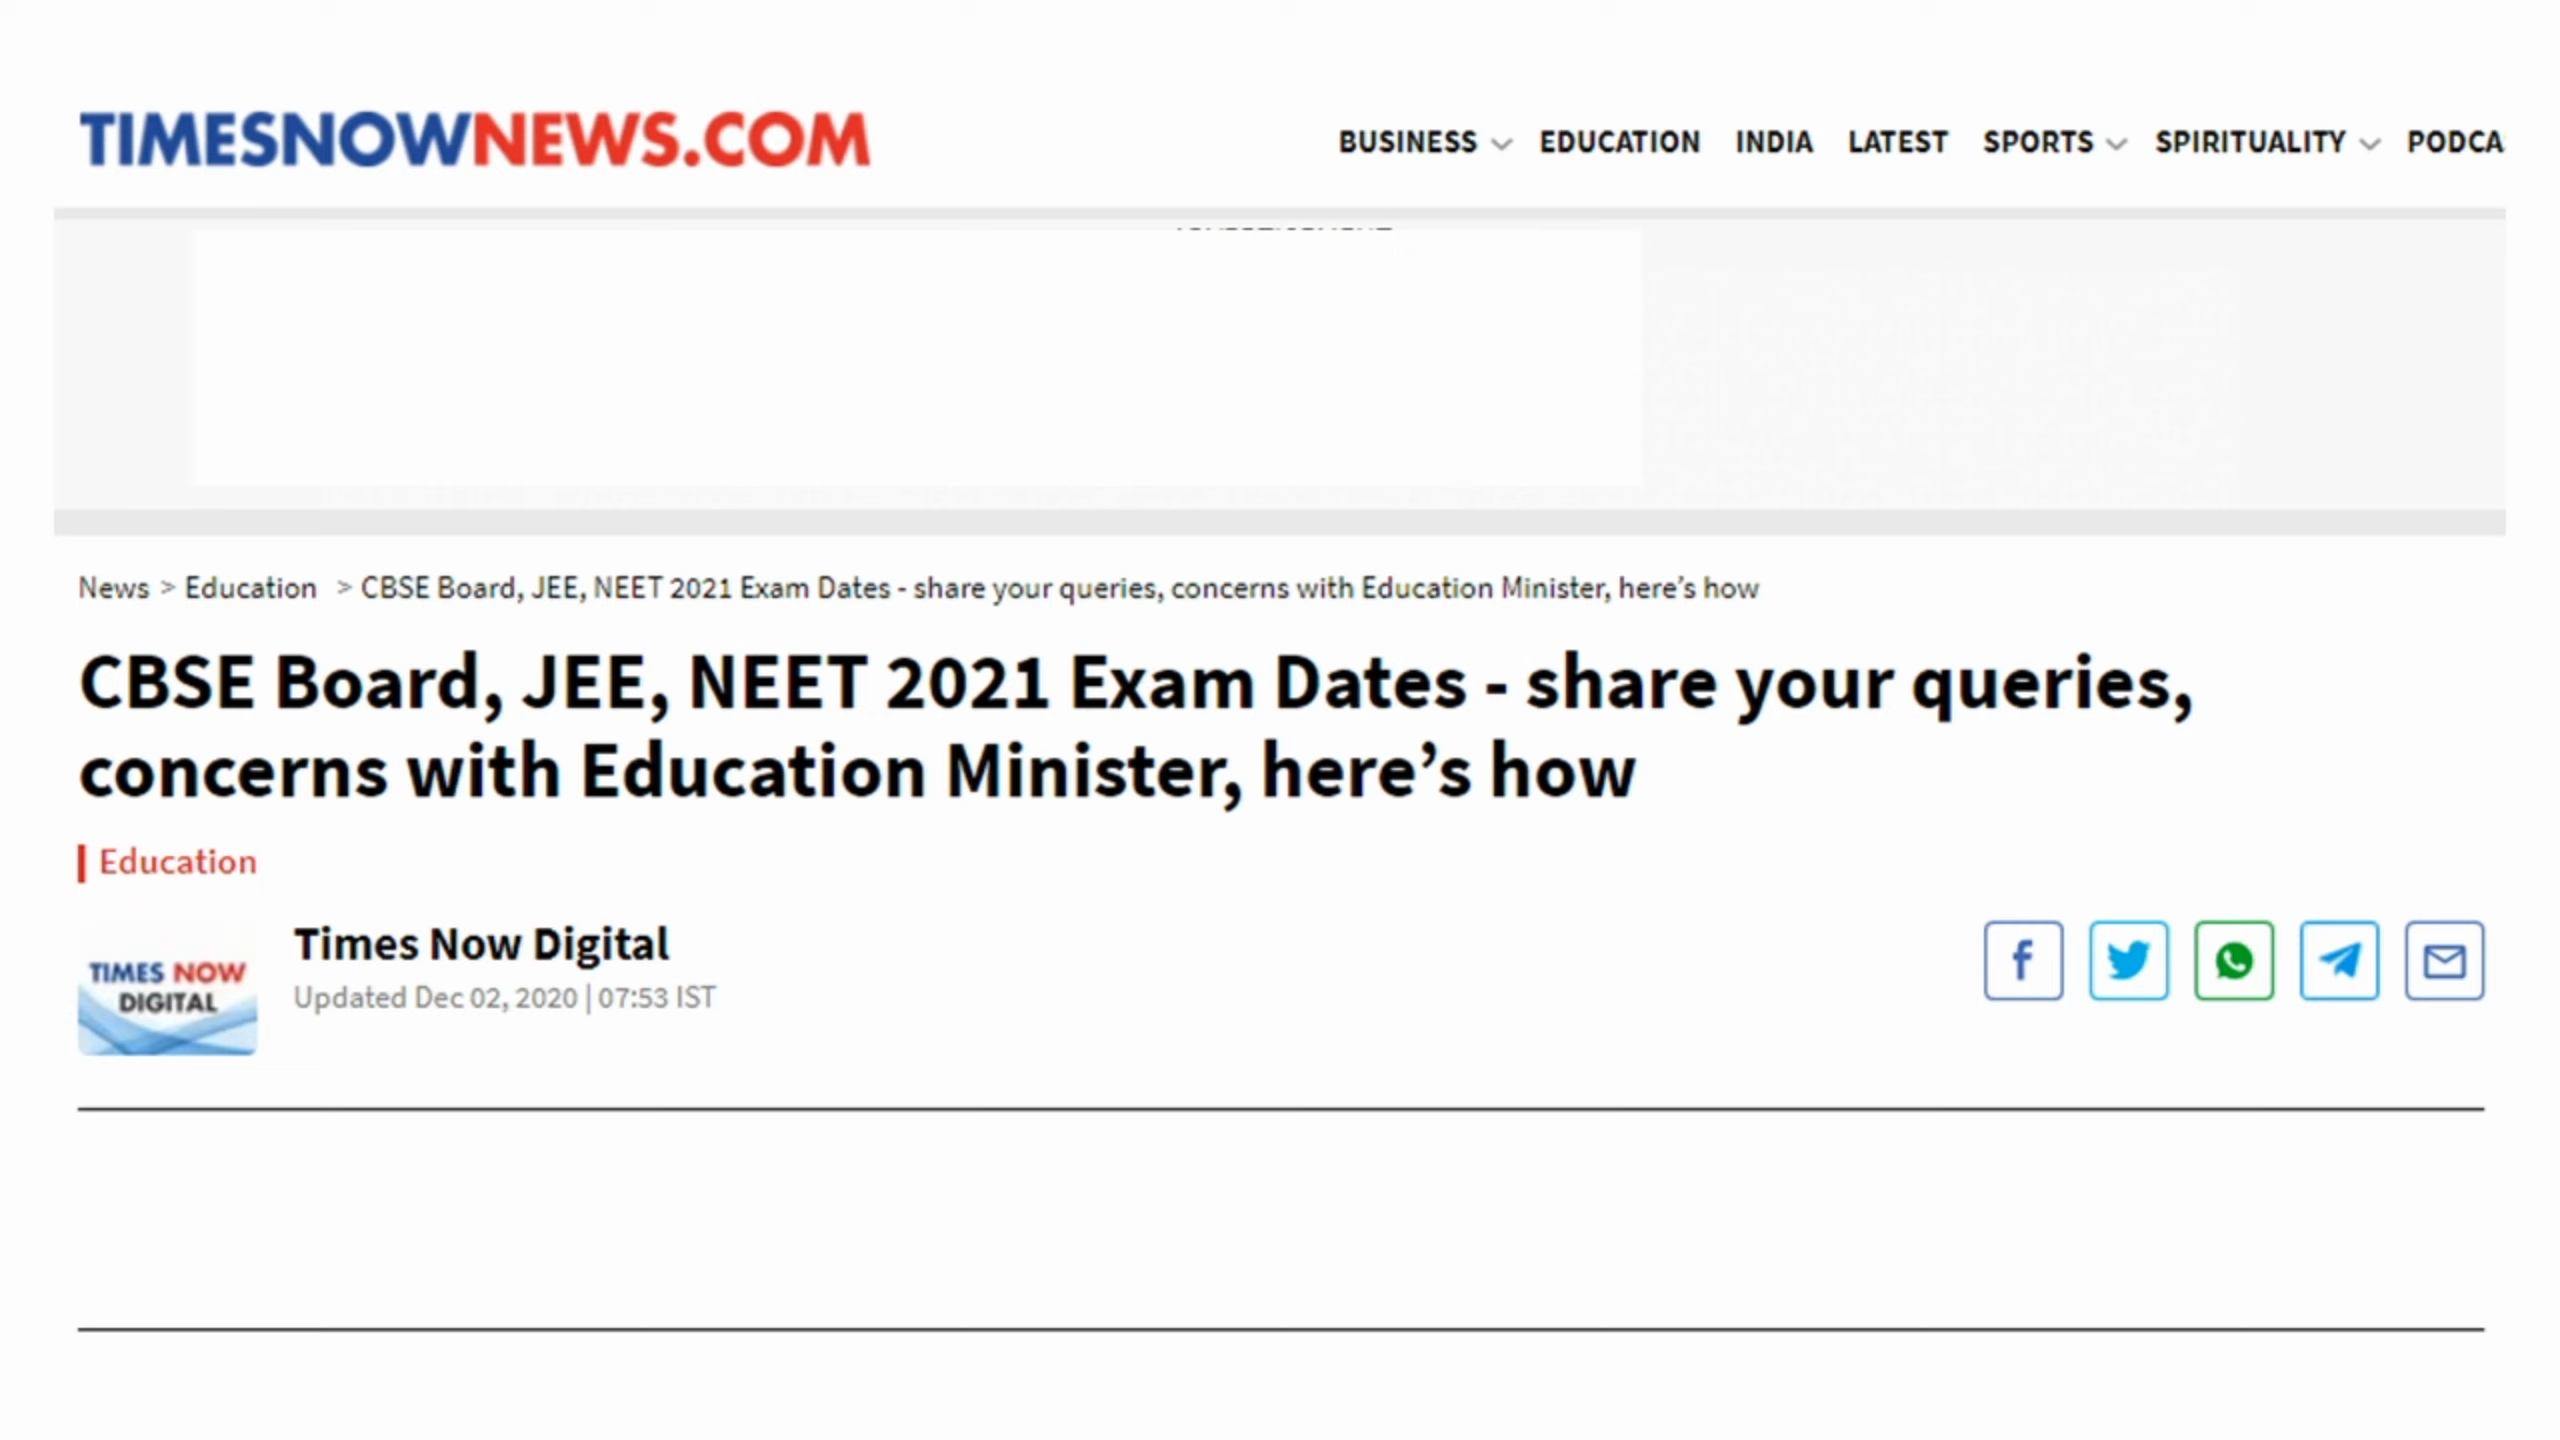 TIMESNOWNEWS.COM
BUSINESS EDUCATION INDIA LATEST SPORTS SPIRITUALITY PODCA
News > Education > CBSE Board, JEE, NEET 2021 Exam Dates - share your queries, concerns with Education Minister, here’s how
CBSE Board, JEE, NEET 2021 Exam Dates - share your queries,
concerns with Education Minister, here’s how
Education
TIMES NOW
DIGITAL
Times Now Digital
Updated Dec 02, 2020 | 07:53 IST